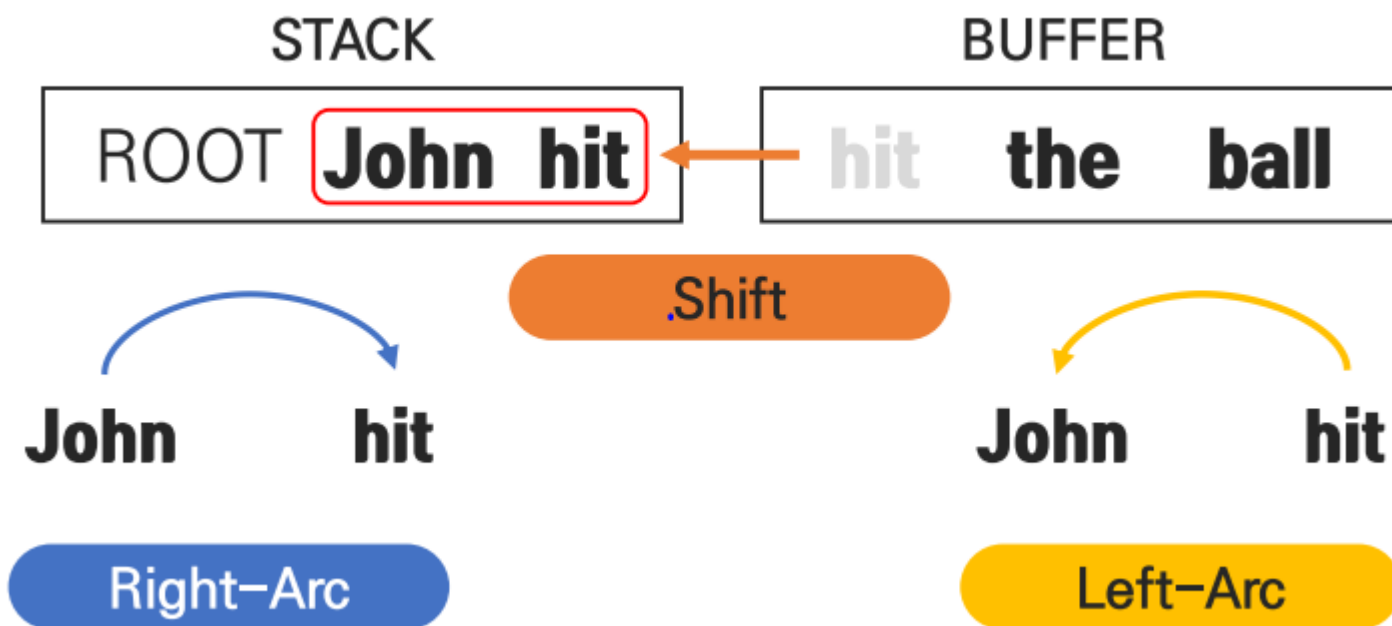 STACK BUFFER
ROOT John hit hit the ball
.Shift
John hit John hit
Right-Arc Left-Arc